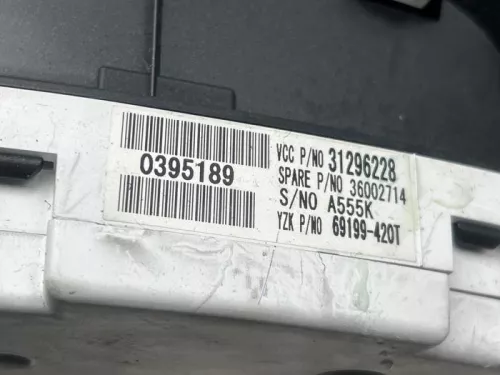 0395189
VCC P/NO 31296228
SPARE P/NO 36002714
S/NO A555K
YZK P/NO 69199-420T